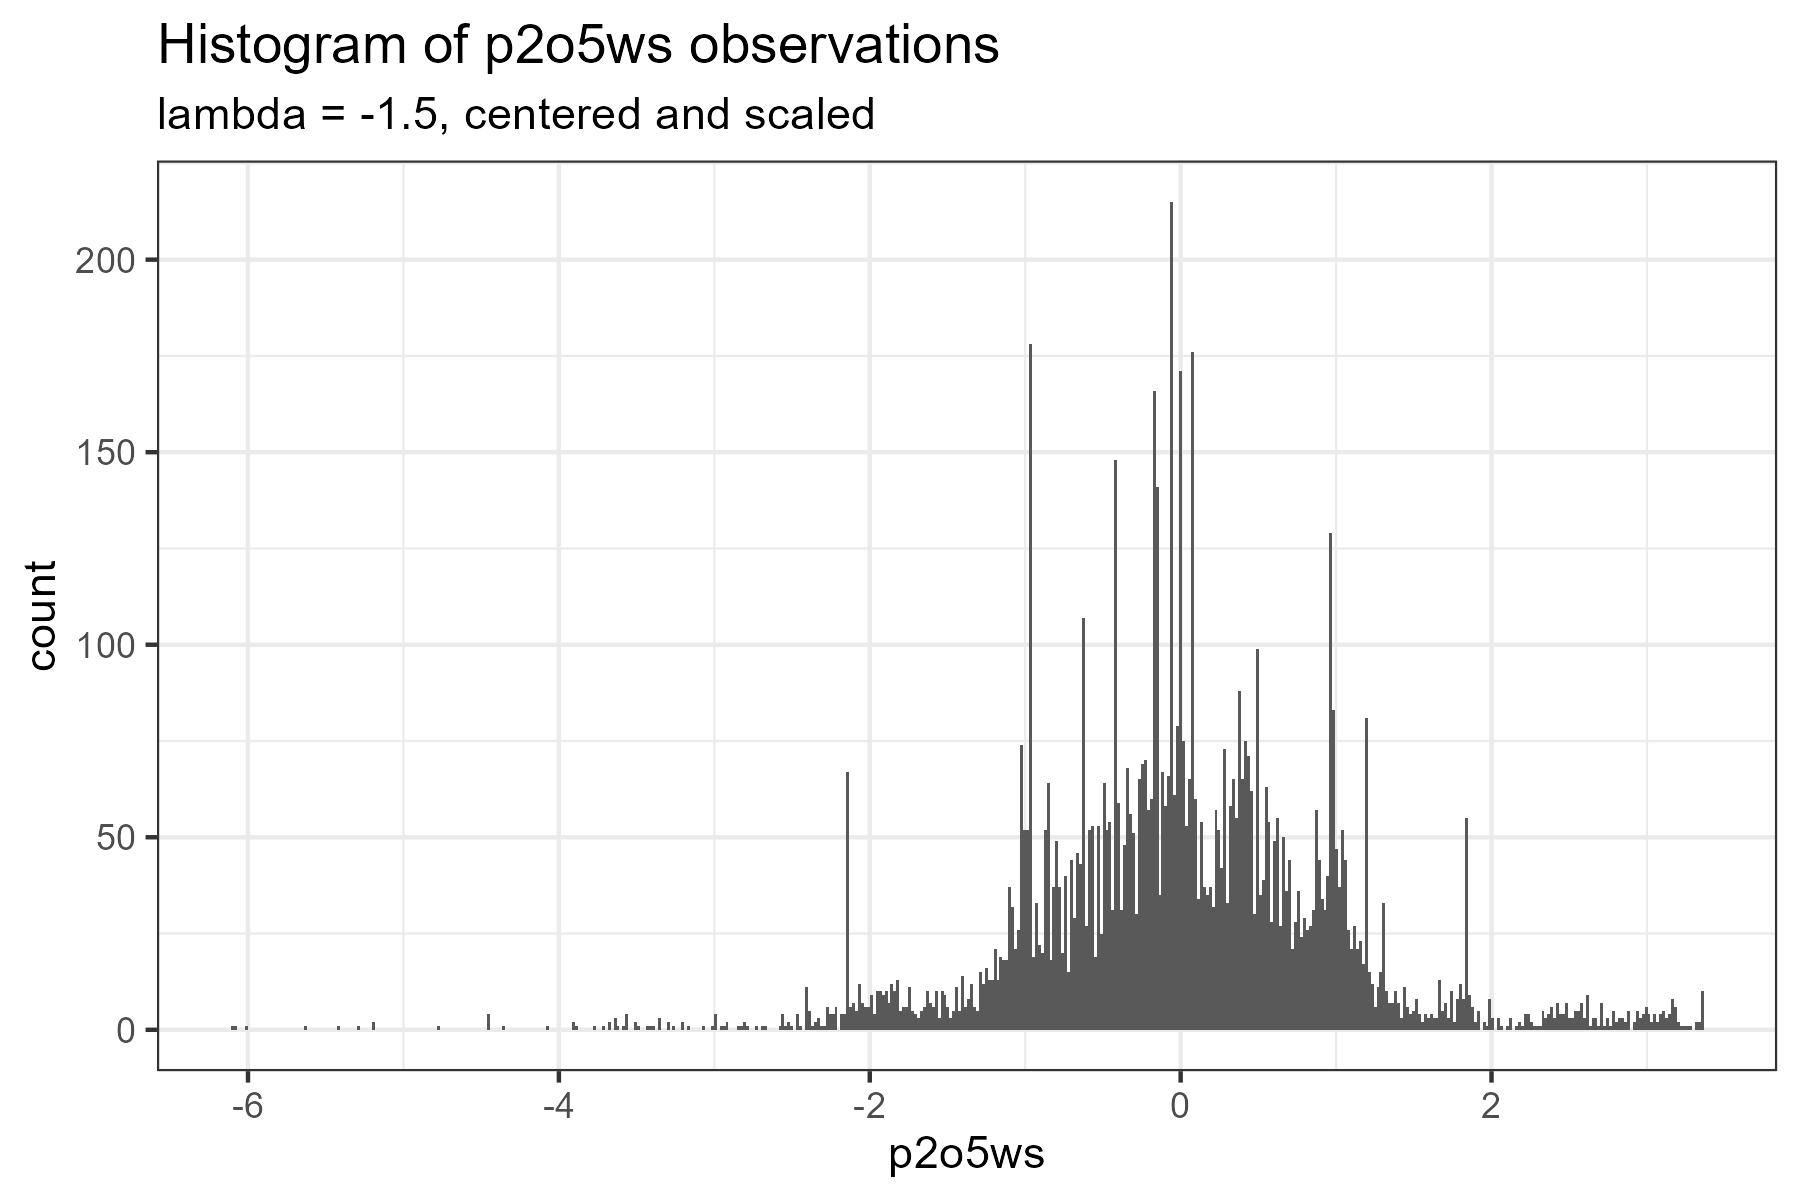 Histogram of p2o5ws observations
lambda = -1.5, centered and scaled
200
150
100
50
0
count
-6 -4 -2 0 2
p2o5ws